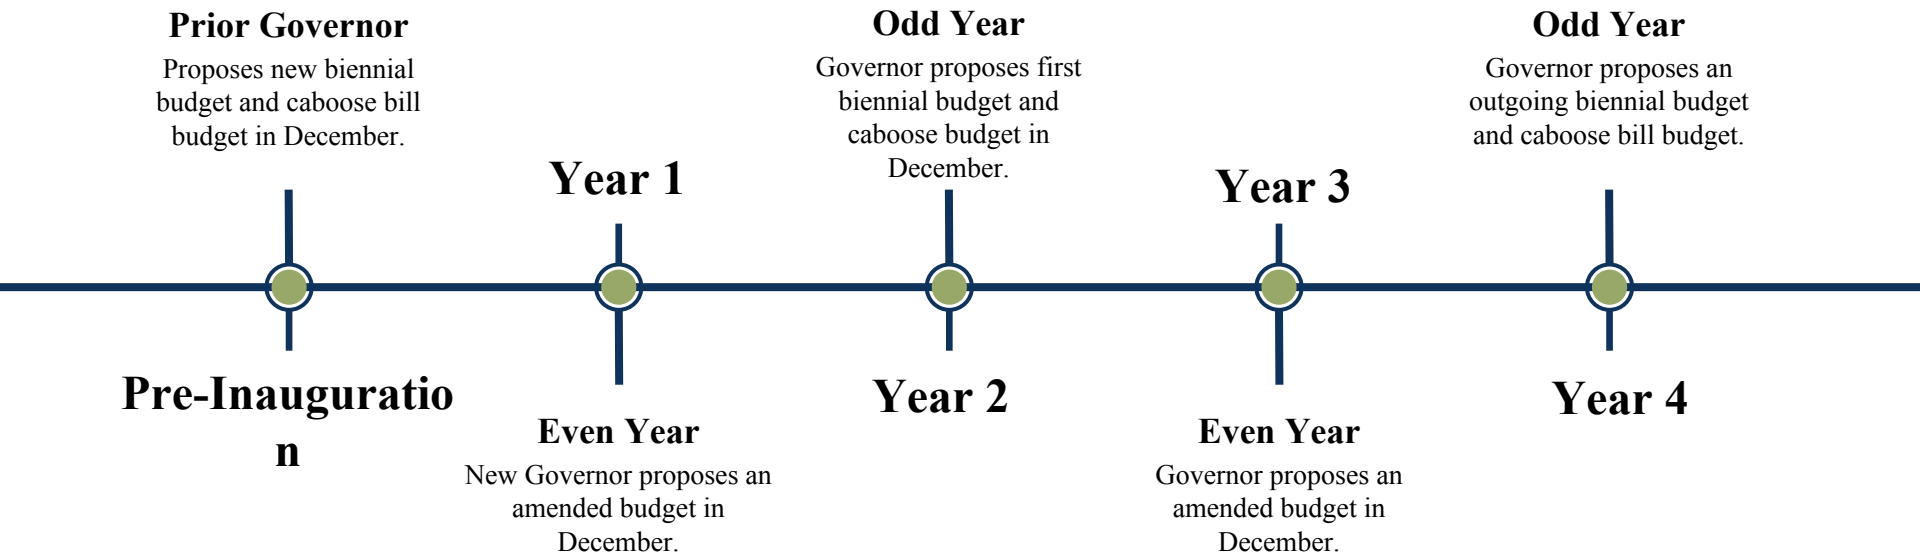 Prior Governor
Proposes new biennial
budget and caboose bill
budget in December.
Pre-Inauguratio
n
Year 1
Even Year
New Governor proposes an
amended budget in
December.
Odd Year
Governor proposes first
biennial budget and
caboose budget in
December.
Year 2
Year 3
Even Year
Governor proposes an
amended budget in
December.
Odd Year
Governor proposes an
outgoing biennial budget
and caboose bill budget.
Year 4